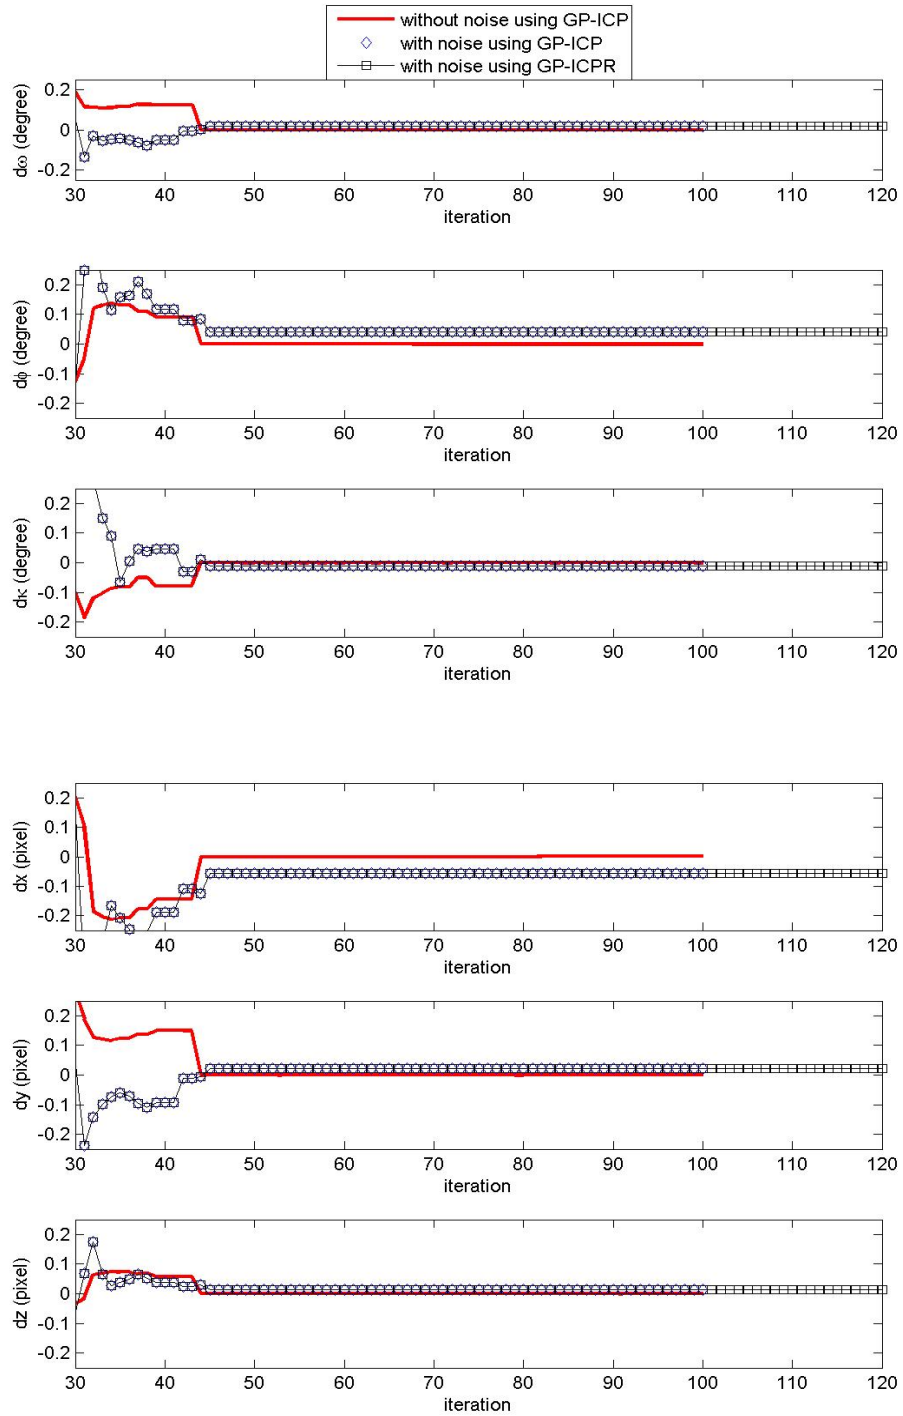 without noise using GP-ICP
with noise using GP-ICP
with noise using GP-ICPR
dω (degree)
0.2
0
-0.2
30 40 50 60 70 80 90 100 110 120
iteration
dϕ (degree)
0.2
0.1
0
-0.1
-0.2
30 40 50 60 70 80 90 100 110 120
iteration
dκ (degree)
0.2
0.1
0
-0.1
-0.2
30 40 50 60 70 80 90 100 110 120
iteration
dx (pixel)
0.2
0.1
0
-0.1
-0.2
30 40 50 60 70 80 90 100 110 120
iteration
dy (pixel)
0.2
0.1
0
-0.1
-0.2
30 40 50 60 70 80 90 100 110 120
iteration
dz (pixel)
0.2
0.1
0
-0.1
-0.2
30 40 50 60 70 80 90 100 110 120
iteration